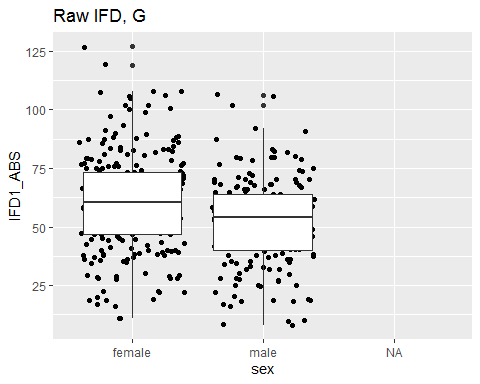 Raw IFD, G
IFD1_ABS
125
100
75
50
25
female
male
NA
sex